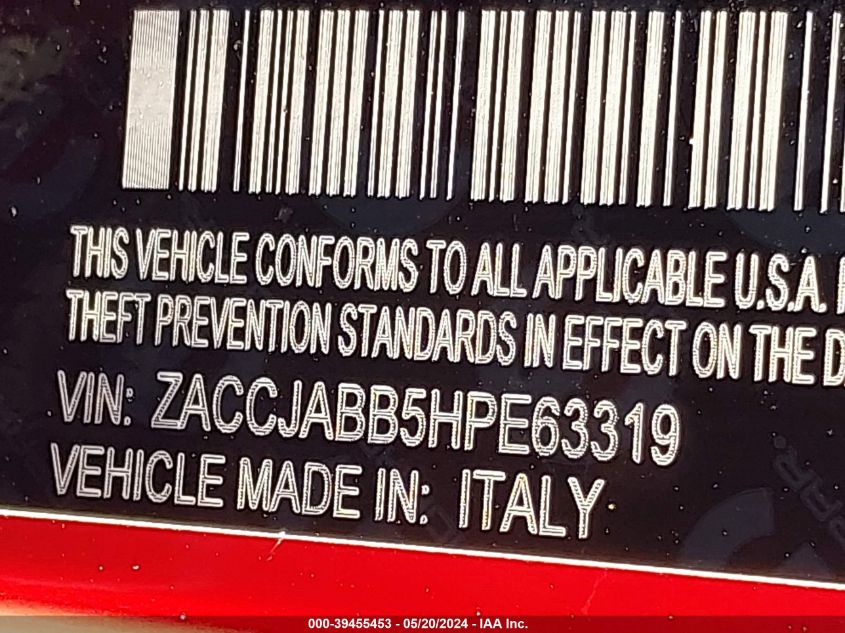 THIS VEHICLE CONFORMS TO ALL APPLICABLE U.S.A.
THEFT PREVENTION STANDARDS IN EFFECT ON THE
VIN: ZACCJABB5HPE63319
VEHICLE MADE IN: ITALY
000-39455453 - 05/20/2024 - IAA Inc.